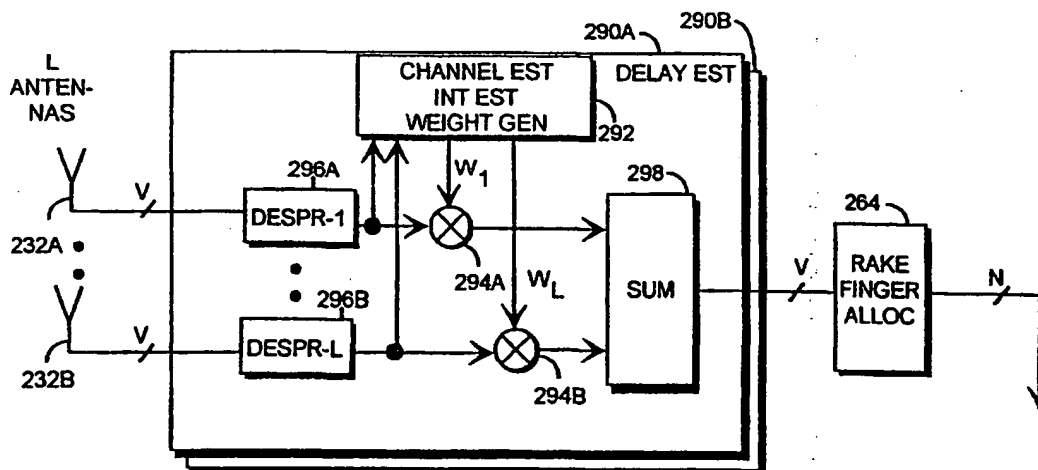 290A
290B
L
ANTEN-
NAS
CHANNEL EST
INT EST
WEIGHT GEN
DELAY EST
292
V
296A
DESPR-1
W1
298
264
232A
294A
WL
SUM
V
RAKE
FINGER
ALLOC
N
V
296B
DESPR-L
232B
294B